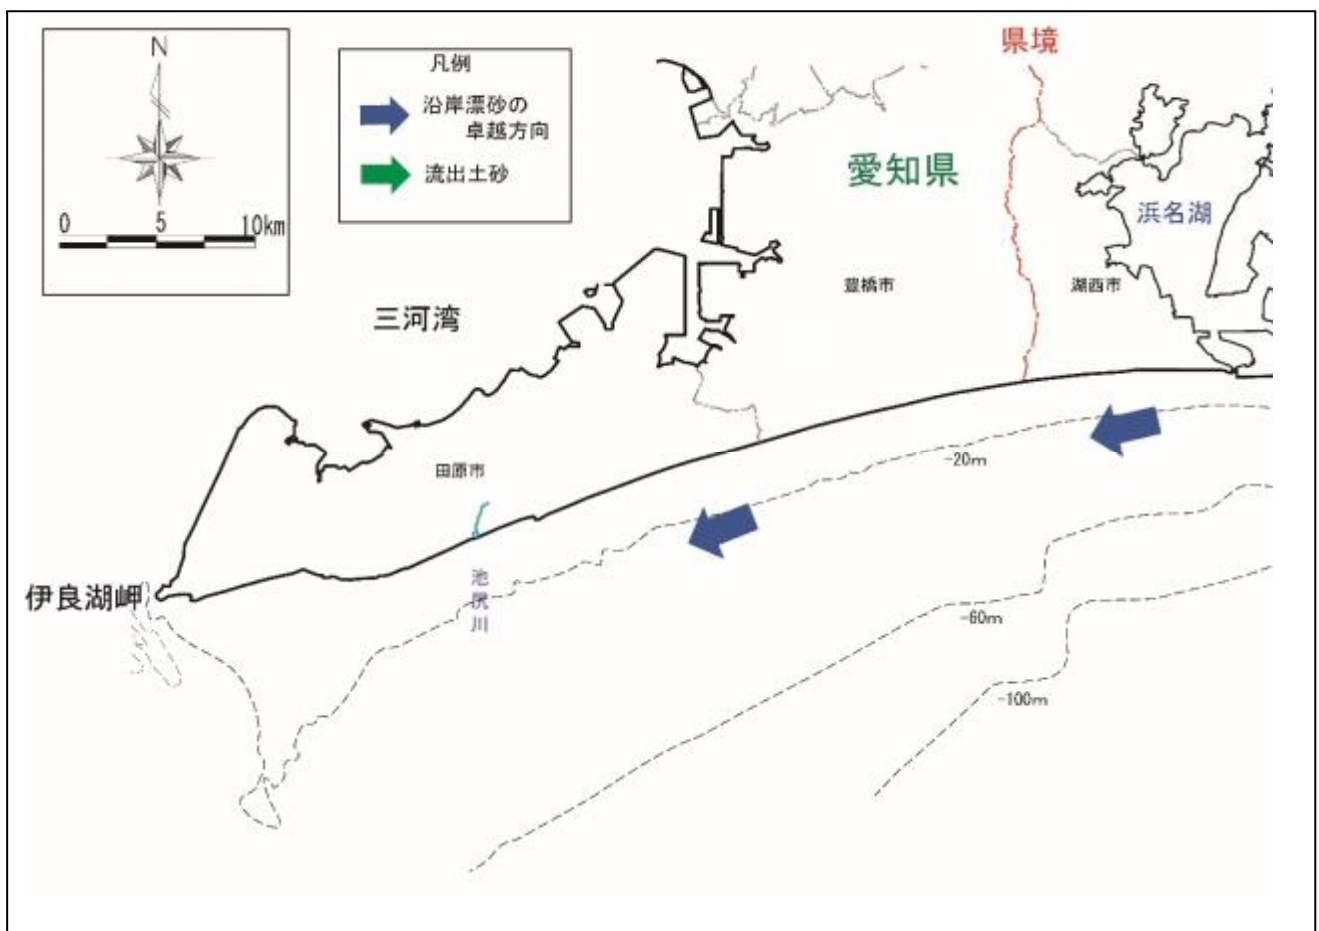 県境
N
凡例
沿岸漂砂の
卓越方向
流出土砂
愛知県
浜名湖
0 5 10km
豊橋市
湖西市
三河湾
-20m
田原市
池尻川
伊良湖岬
-60m
-100m